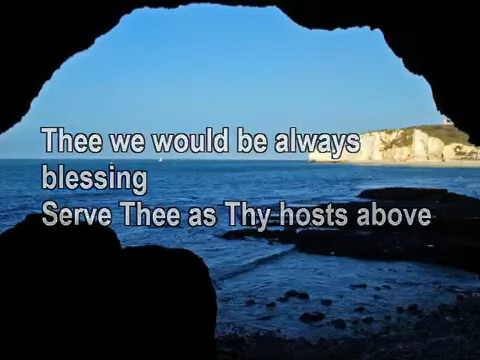 Thee we would be always
blessing
Serve Thee as Thy hosts above